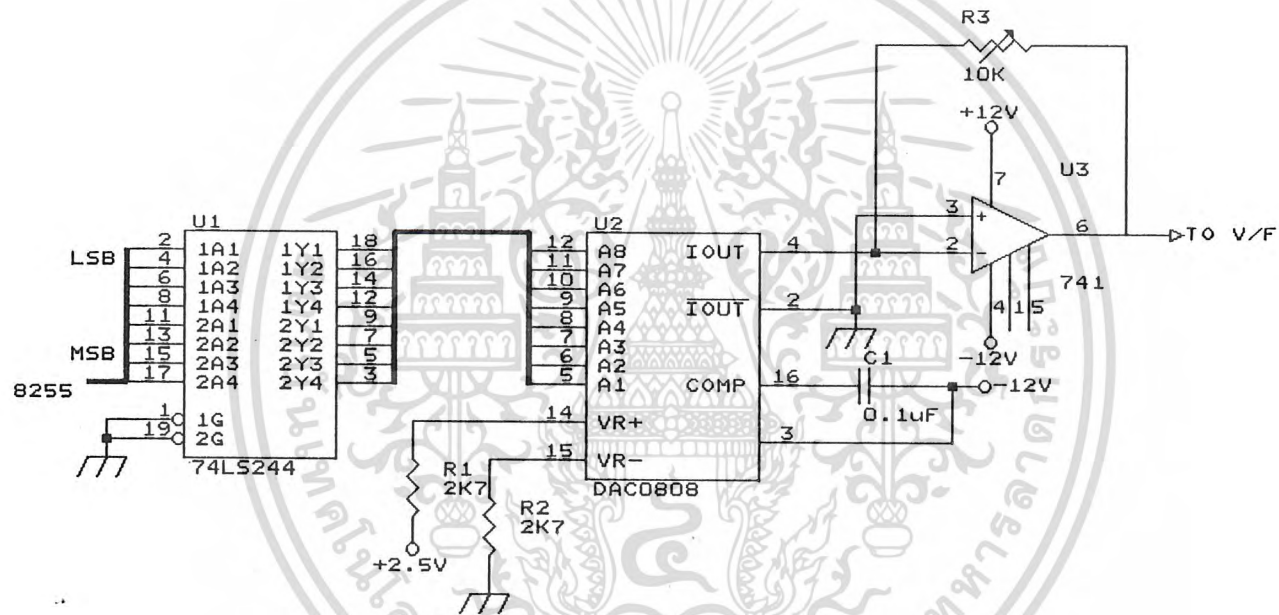 R3
10K
+12V
U3
7
3
+
2
-
6
TO V/F
741
4
1
5
-12V
U1
LSB
MSB
8255
2
4
6
8
11
13
15
17
1
19
1A1
1A2
1A3
1A4
2A1
2A2
2A3
2A4
1G
2G
1Y1
1Y2
1Y3
1Y4
2Y1
2Y2
2Y3
2Y4
18
16
14
12
9
7
5
3
74LS244
U2
12
11
10
9
8
7
6
5
14
15
A8
A7
A6
A5
A4
A3
A2
A1
VR+
VR-
IOUT
IOUT
COMP
4
2
16
3
DAC0808
C1
0.1uF
-12V
R1
2K7
R2
2K7
+2.5V